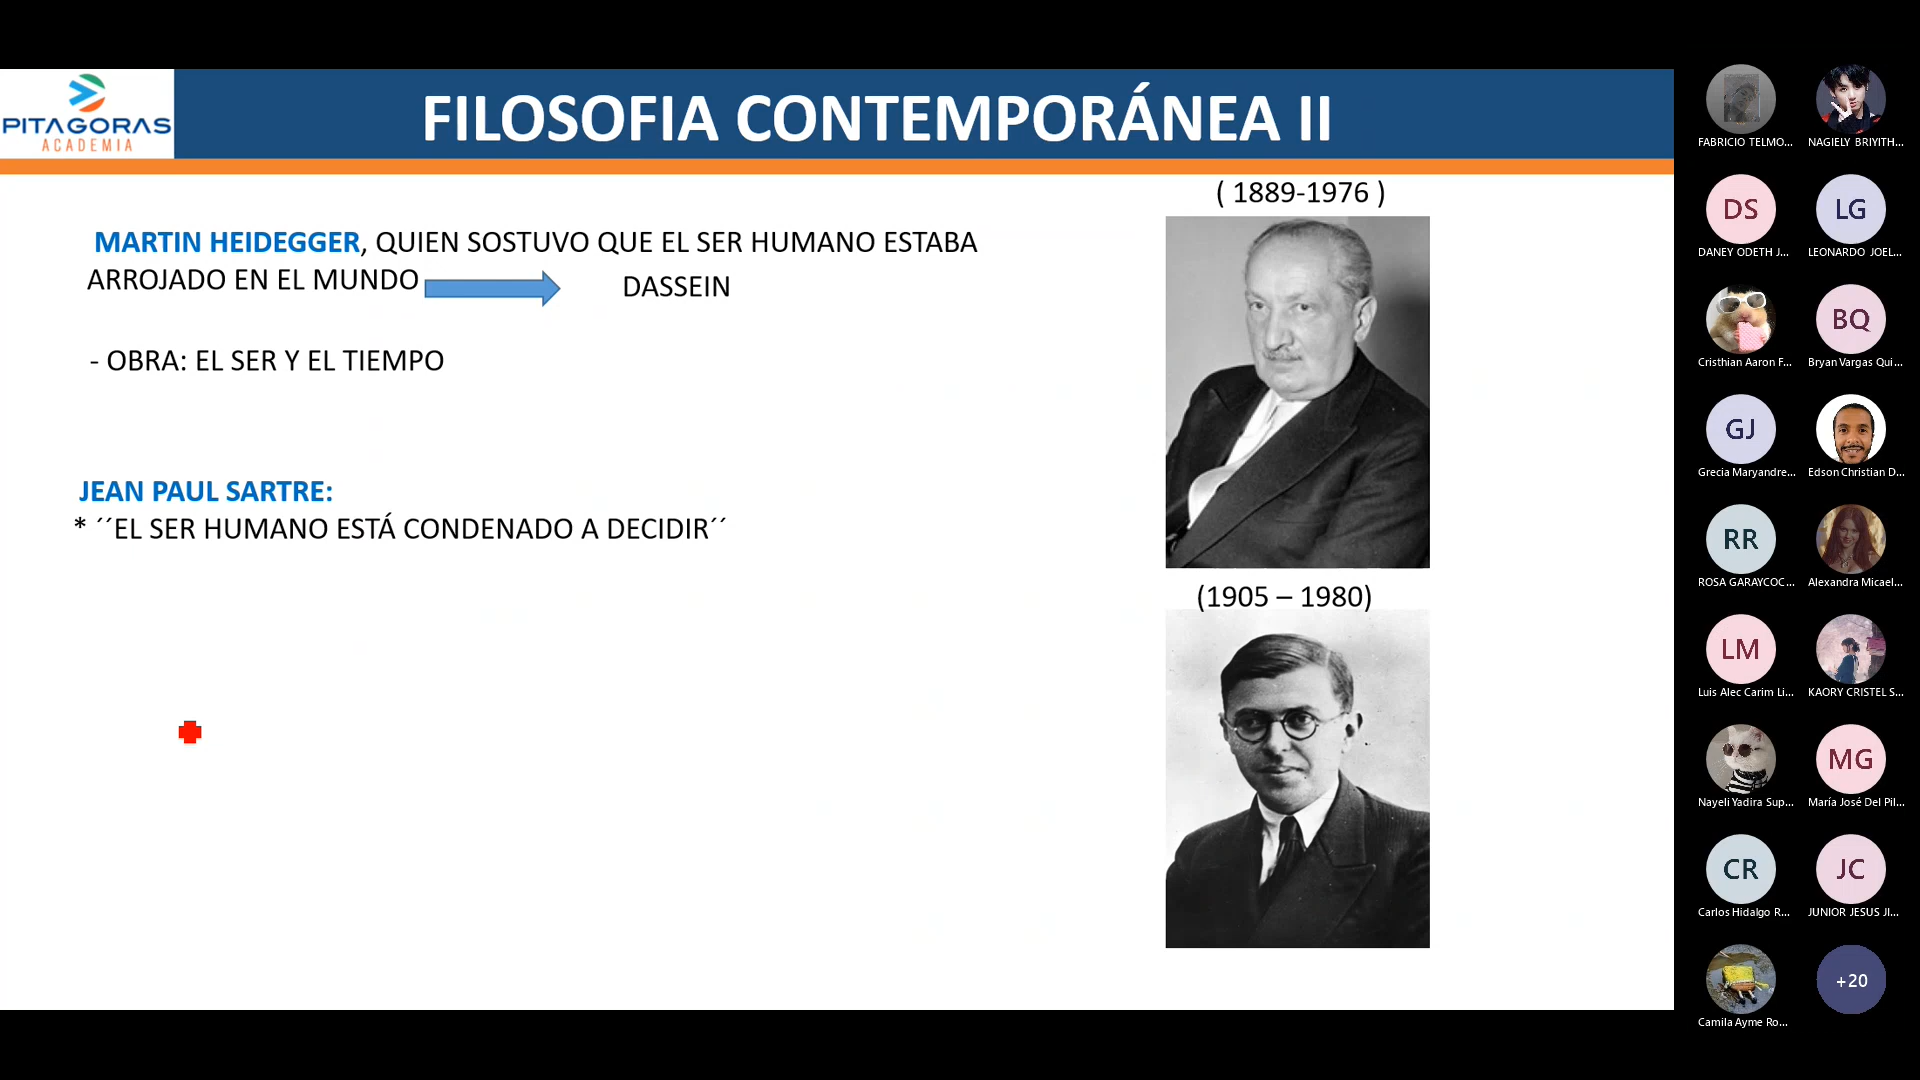 PITAGORAS
ACADEMIA
FILOSOFIA CONTEMPORÁNEA II
( 1889-1976 )
MARTIN HEIDEGGER, QUIEN SOSTUVO QUE EL SER HUMANO ESTABA
ARROJADO EN EL MUNDO
DASSEIN
- OBRA: EL SER Y EL TIEMPO
JEAN PAUL SARTRE:
* ´´EL SER HUMANO ESTÁ CONDENADO A DECIDIR´´
(1905 – 1980)
FABRICIO TELMO...
NAGIELY BRIYITH...
DS
LG
DANEY ODETH J...
LEONARDO JOEL...
BQ
Cristhian Aaron F...
Bryan Vargas Qui...
GJ
Grecia Maryandre...
Edson Christian D...
RR
ROSA GARAYCOC...
Alexandra Micael...
LM
Luis Alec Carim Li...
KAORY CRISTEL S...
MG
Nayeli Yadira Sup...
María José Del Pil...
CR
JC
Carlos Hidalgo R...
JUNIOR JESUS JI...
+20
Camila Ayme Ro...